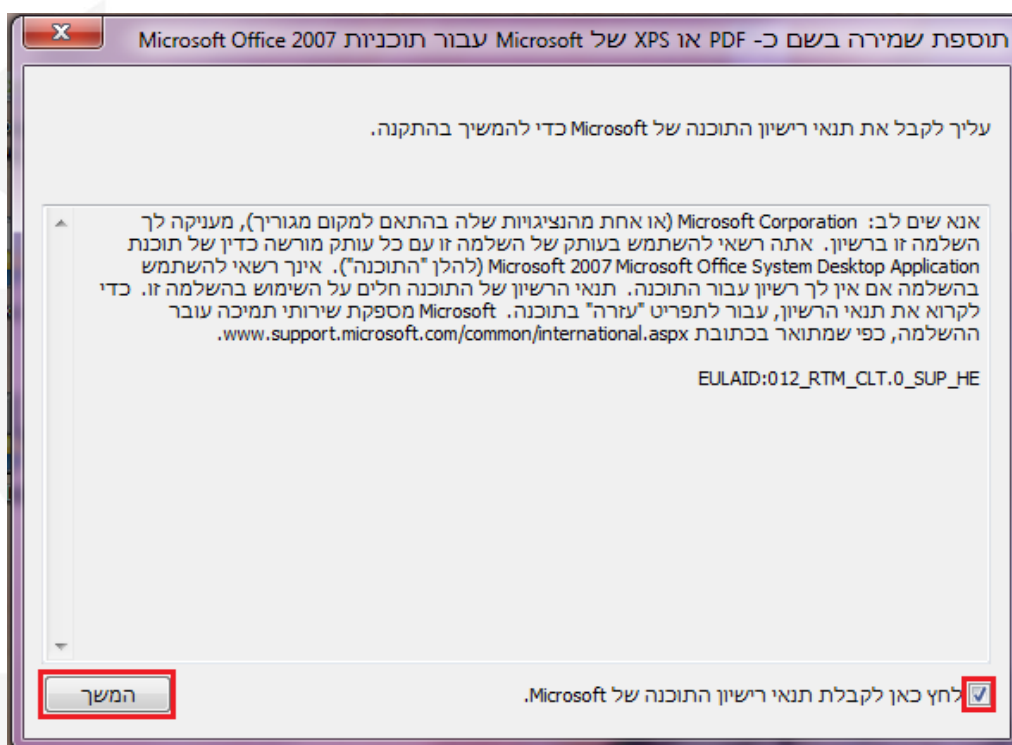 תוספת שמירה בשם כ- PDF או XPS של Microsoft עבור תוכניות Microsoft Office 2007
עליך לקבל את תנאי רישיון התוכנה של Microsoft כדי להמשיך בהתקנה.
אנא שים לב: Microsoft Corporation (או אחת מהנציגויות שלה בהתאם למקום מגוריך), מעניקה לך
השלמה זו ברשיון. אתה רשאי להשתמש בעותק של השלמה זו עם כל עותק מורשה כדין של תוכנת
Microsoft 2007 Microsoft Office System Desktop Application (להלן "התוכנה"). אינך רשאי להשתמש
בהשלמה אם אין לך רשיון עבור התוכנה. תנאי הרשיון של התוכנה חלים על השימוש בהשלמה זו. כדי
לקרוא את תנאי הרשיון, עבור לתפריט "עזרה" בתוכנה. Microsoft מספקת שירותי תמיכה עובר
ההשלמה, כפי שמתואר בכתובת www.support.microsoft.com/common/international.aspx.
EULAID:012_RTM_CLT.0_SUP_HE
לחץ כאן לקבלת תנאי רישיון התוכנה של Microsoft.
המשך